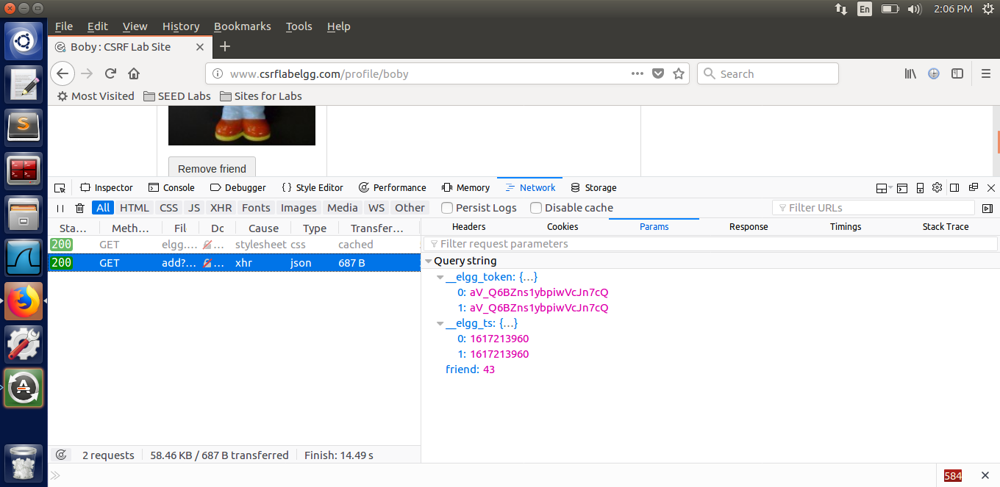 En 2:06 PM
File Edit View History Bookmarks Tools Help
Boby : CSRF Lab Site
www.csrflabelgg.com/profile/boby Search
Most Visited SEED Labs Sites for Labs
Remove friend
Inspector Console Debugger {} Style Editor Performance Memory Network Storage
All HTML CSS JS XHR Fonts Images Media WS Other Persist Logs Disable cache Filter URLs
Sta… Meth… Fil Dc Cause Type Transfer… Headers Cookies Params Response Timings Stack Trace
200 GET elgg.… … stylesheet css cached
Filter request parameters
200 GET add?… … xhr json 687 B
Query string
__elgg_token: {…}
0: aV_Q6BZns1ybpiwVcJn7cQ
1: aV_Q6BZns1ybpiwVcJn7cQ
__elgg_ts: {…}
0: 1617213960
1: 1617213960
friend: 43
2 requests 58.46 KB / 687 B transferred Finish: 14.49 s
584